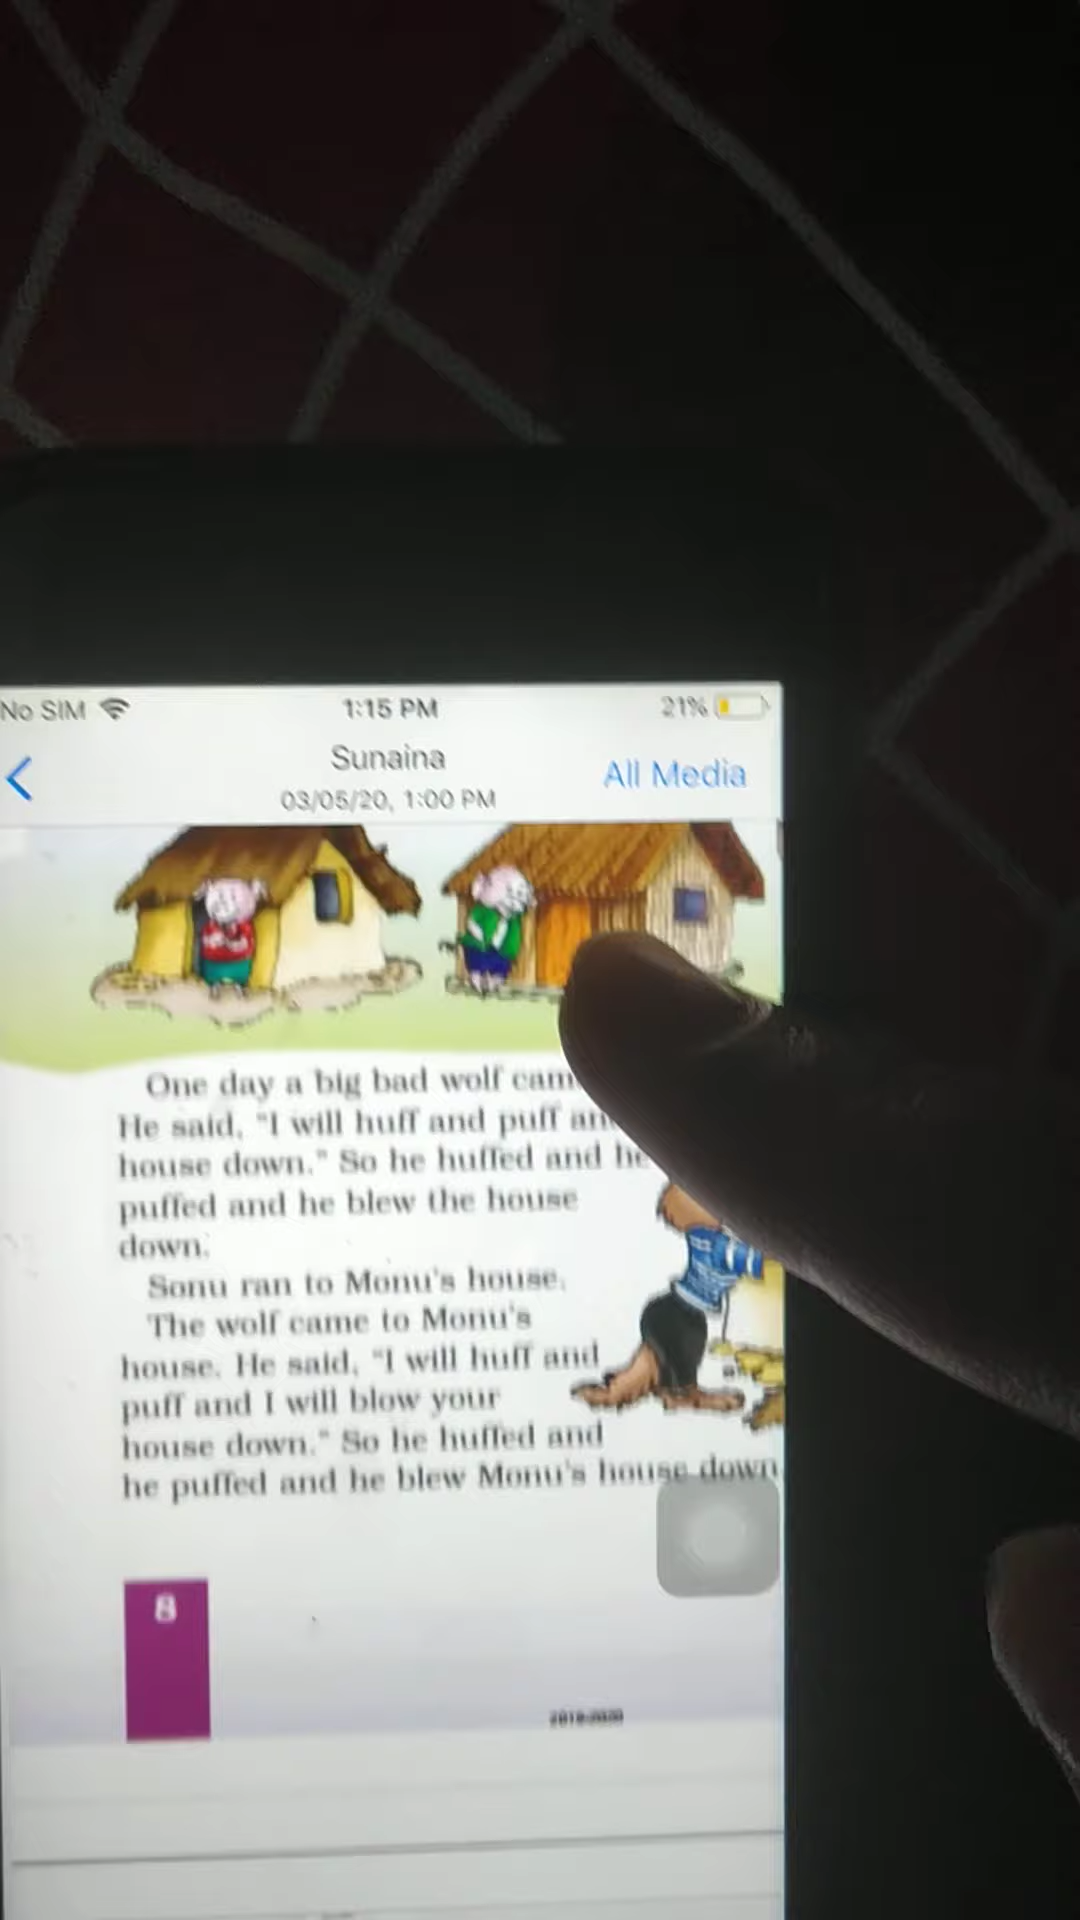 No SIM 1:15 PM 21%
Sunaina All Media
03/05/20, 1:00 PM
One day a big bad wolf cam
He said, "I will huff and puff an
house down." So he huffed and he
puffed and he blew the house
down.
Sonu ran to Monu's house.
The wolf came to Monu's
house. He said, "I will huff and
puff and I will blow your
house down." So he huffed and
he puffed and he blew Monu's house down
8
2019-2020